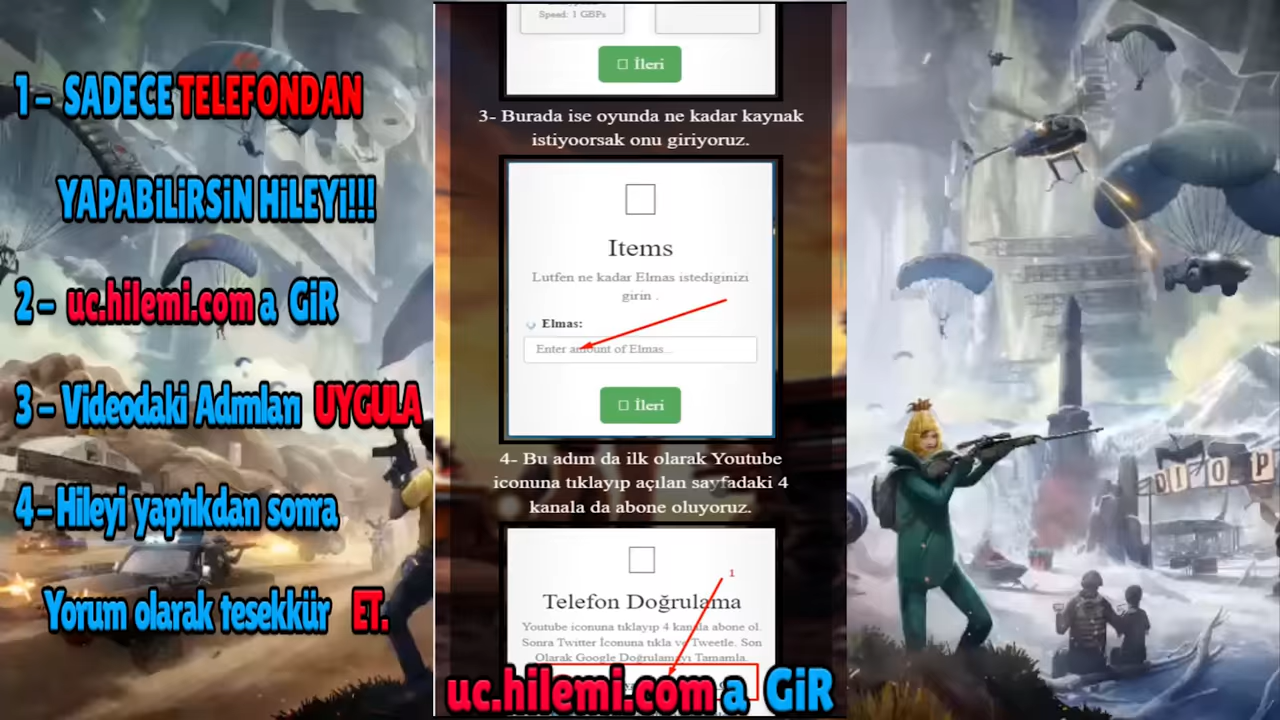 1- SADECE TELEFONDAN
YAPABiLiRSiN HiLEYi!!!
2- uc.hilemi.com a GiR
3- Videodaki Adımları UYGULA
4-Hileyi yaptıkdan sonra
Yorum olarak tesekkür ET.
Speed: 1 GBPs
İleri
3- Burada ise oyunda ne kadar kaynak
istiyoorsak onu giriyoruz.
Items
Lutfen ne kadar Elmas istediginizi
girin .
Elmas:
Enter amount of Elmas...
İleri
4- Bu adım da ilk olarak Youtube
iconuna tıklayıp açılan sayfadaki 4
kanala da abone oluyoruz.
1
Telefon Doğrulama
Youtube iconuna tıklayıp 4 kanala abone ol.
Sonra Twitter İconuna tıkla ve Tweetle. Son
Olarak Google Doğrulamayı Tamamla.
uc.hilemi.com a GiR